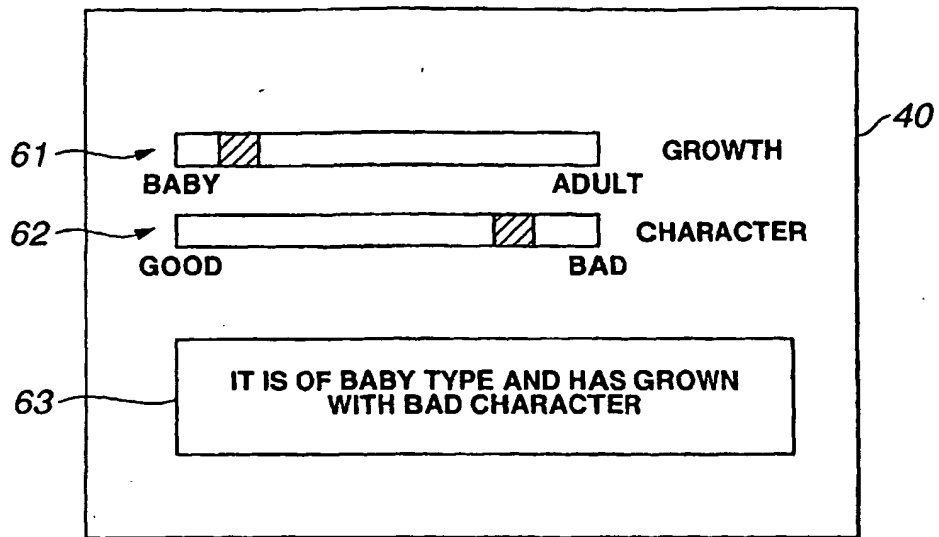 40
61 GROWTH
BABY ADULT
62 CHARACTER
GOOD BAD
63 IT IS OF BABY TYPE AND HAS GROWN
WITH BAD CHARACTER